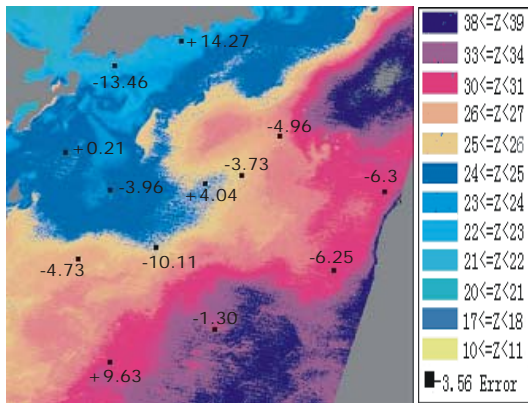 +14.27
-13.46
-4.96
+0.21
-3.73
-3.96
+4.04
-6.3
-10.11
-4.73
-6.25
-1.30
+9.63
38<=Z<39
33<=Z<34
30<=Z<31
26<=Z<27
25<=Z<26
24<=Z<25
23<=Z<24
22<=Z<23
21<=Z<22
20<=Z<21
17<=Z<18
10<=Z<11
-3.56 Error